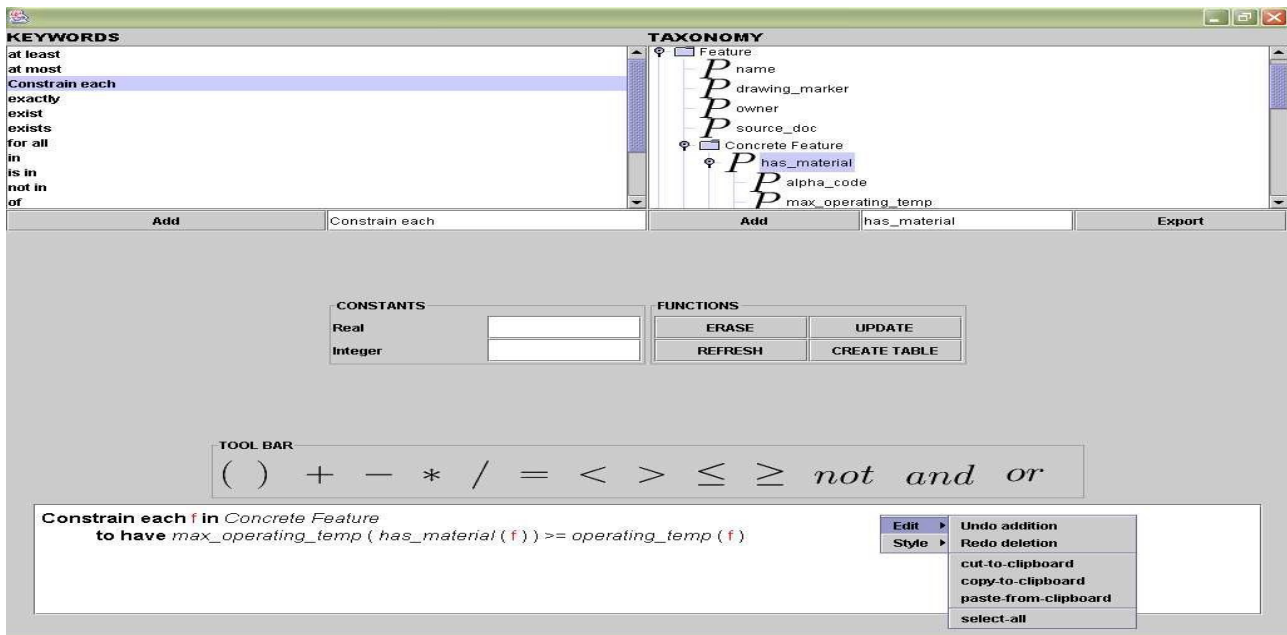 KEYWORDS
at least
at most
Constrain each
exactly
exist
exists
for all
in
is in
not in
of
Add
Constrain each
TAXONOMY
Feature
P name
P drawing_marker
P owner
P source_doc
Concrete Feature
P has_material
P alpha_code
P max_operating_temp
Add
has_material
Export
CONSTANTS
Real
Integer
FUNCTIONS
ERASE UPDATE
REFRESH CREATE TABLE
TOOL BAR
( ) + − * / = < > ≤ ≥ not and or
Constrain each f in Concrete Feature
to have max_operating_temp ( has_material ( f ) ) >= operating_temp ( f )
Edit
Style
Undo addition
Redo deletion
cut-to-clipboard
copy-to-clipboard
paste-from-clipboard
select-all